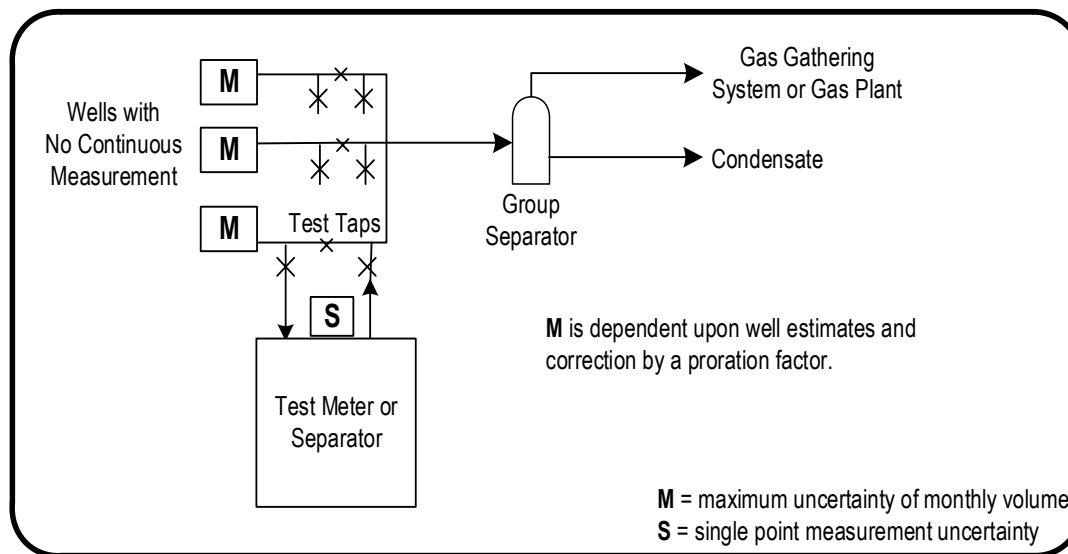 M
Wells with
No Continuous
Measurement
M
M
Test Taps
S
Test Meter or
Separator
Group
Separator
Gas Gathering
System or Gas Plant
Condensate
M is dependent upon well estimates and
correction by a proration factor.
M = maximum uncertainty of monthly volume
S = single point measurement uncertainty